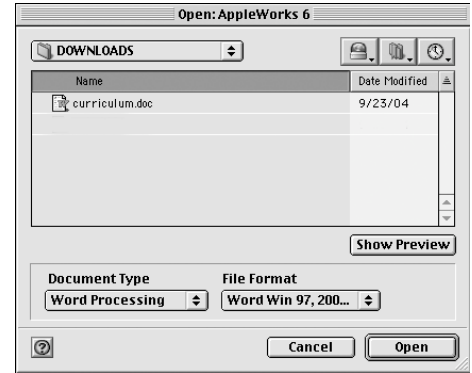 Open: AppleWorks 6
DOWNLOADS
Name Date Modified
curriculum.doc 9/23/04
Show Preview
Document Type File Format
Word Processing Word Win 97, 200...
? Cancel Open